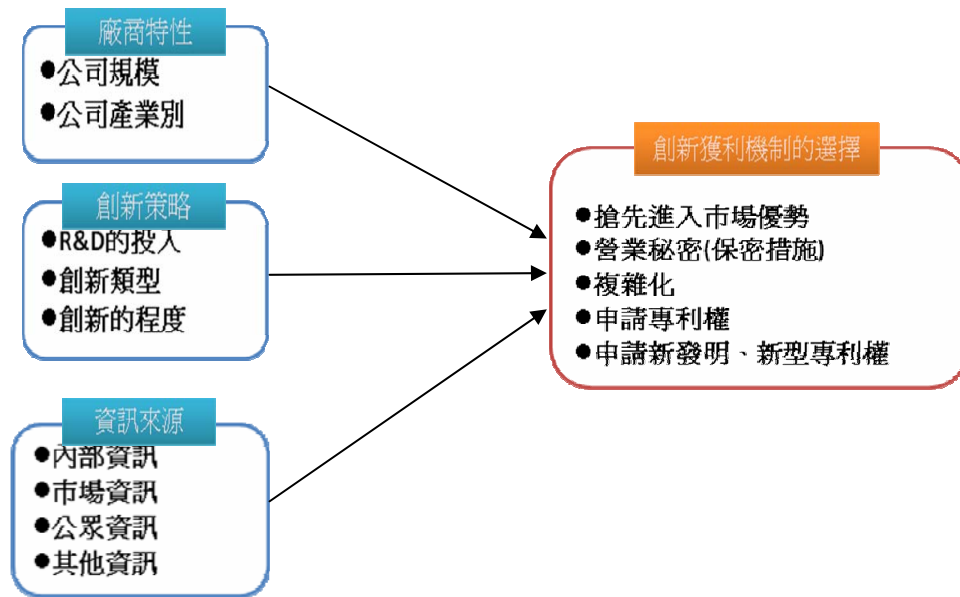 廠商特性
●公司規模
●公司產業別
創新策略
●R&D的投入
●創新類型
●創新的程度
資訊來源
●內部資訊
●市場資訊
●公眾資訊
●其他資訊
創新獲利機制的選擇
●搶先進入市場優勢
●營業秘密(保密措施)
●複雜化
●申請專利權
●申請新發明、新型專利權